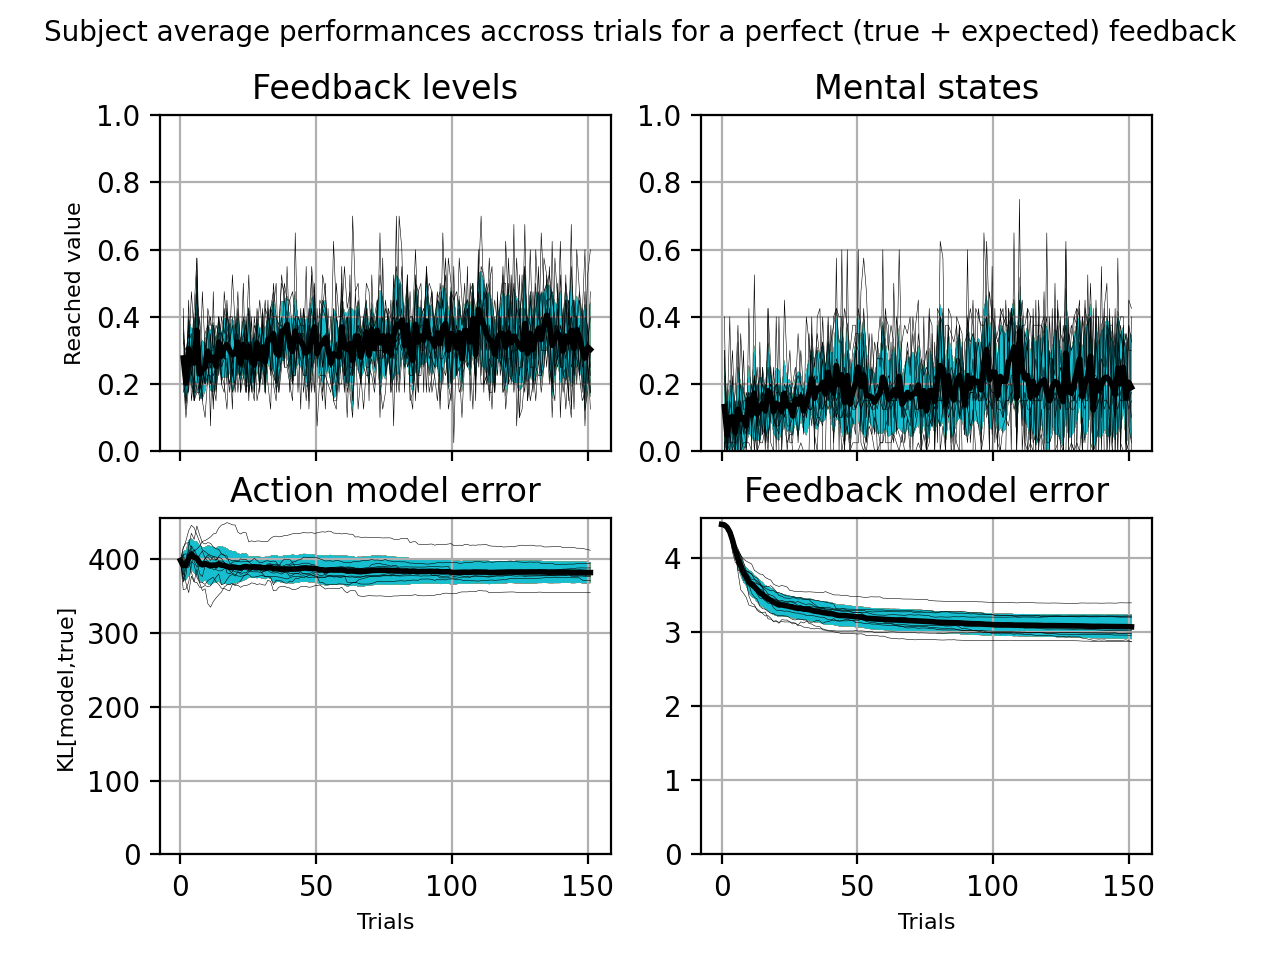 Subject average performances accross trials for a perfect (true + expected) feedback
Feedback levels
Mental states
1.0
0.8
0.6
0.4
0.2
0.0
Reached value
1.0
0.8
0.6
0.4
0.2
0.0
Action model error
Feedback model error
400
300
200
100
0
KL[model,true]
4
3
2
1
0
0 50 100 150
0 50 100 150
Trials
Trials